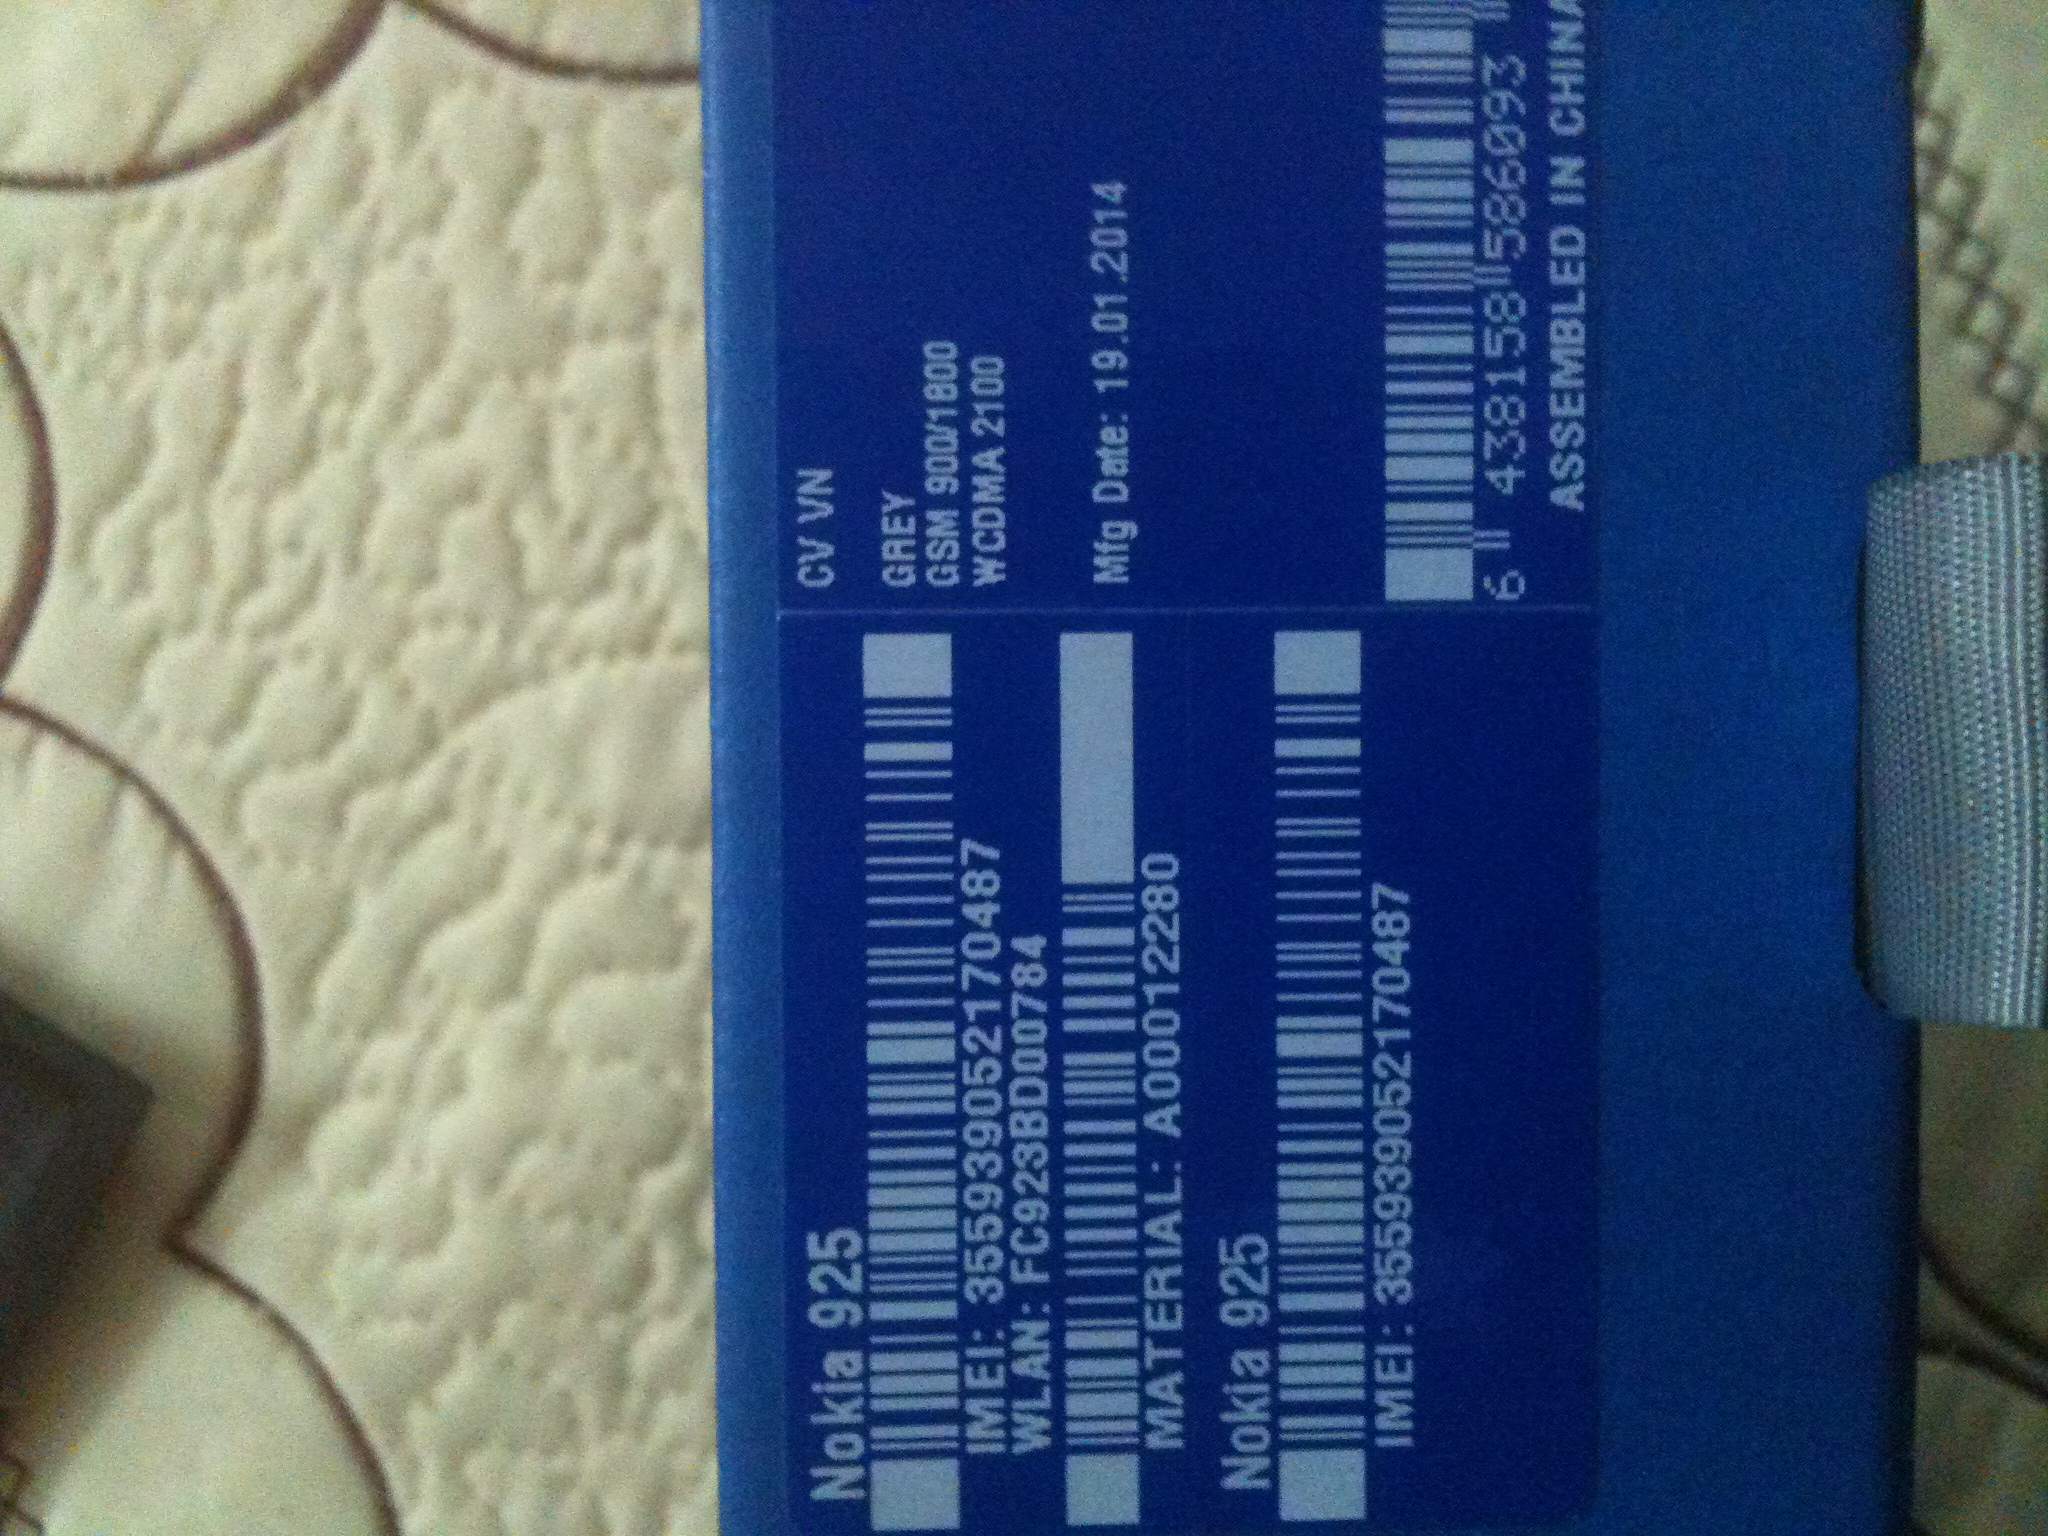 Nokia 925
IMEI: 355939052170487
WLAN: FC923BD00784
MATERIAL: A00012280
Nokia 925
IMEI: 355939052170487
CV VN
GREY
GSM 900/1800
WCDMA 2100
Mfg Date: 19.01.2014
6 438158 586093
ASSEMBLED IN CHINA